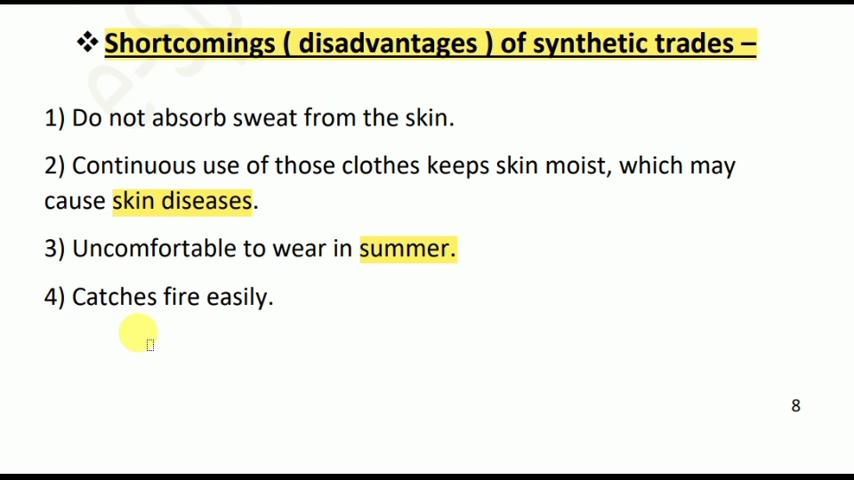 ❖ Shortcomings ( disadvantages ) of synthetic trades –
1) Do not absorb sweat from the skin.
2) Continuous use of those clothes keeps skin moist, which may
cause skin diseases.
3) Uncomfortable to wear in summer.
4) Catches fire easily.
8